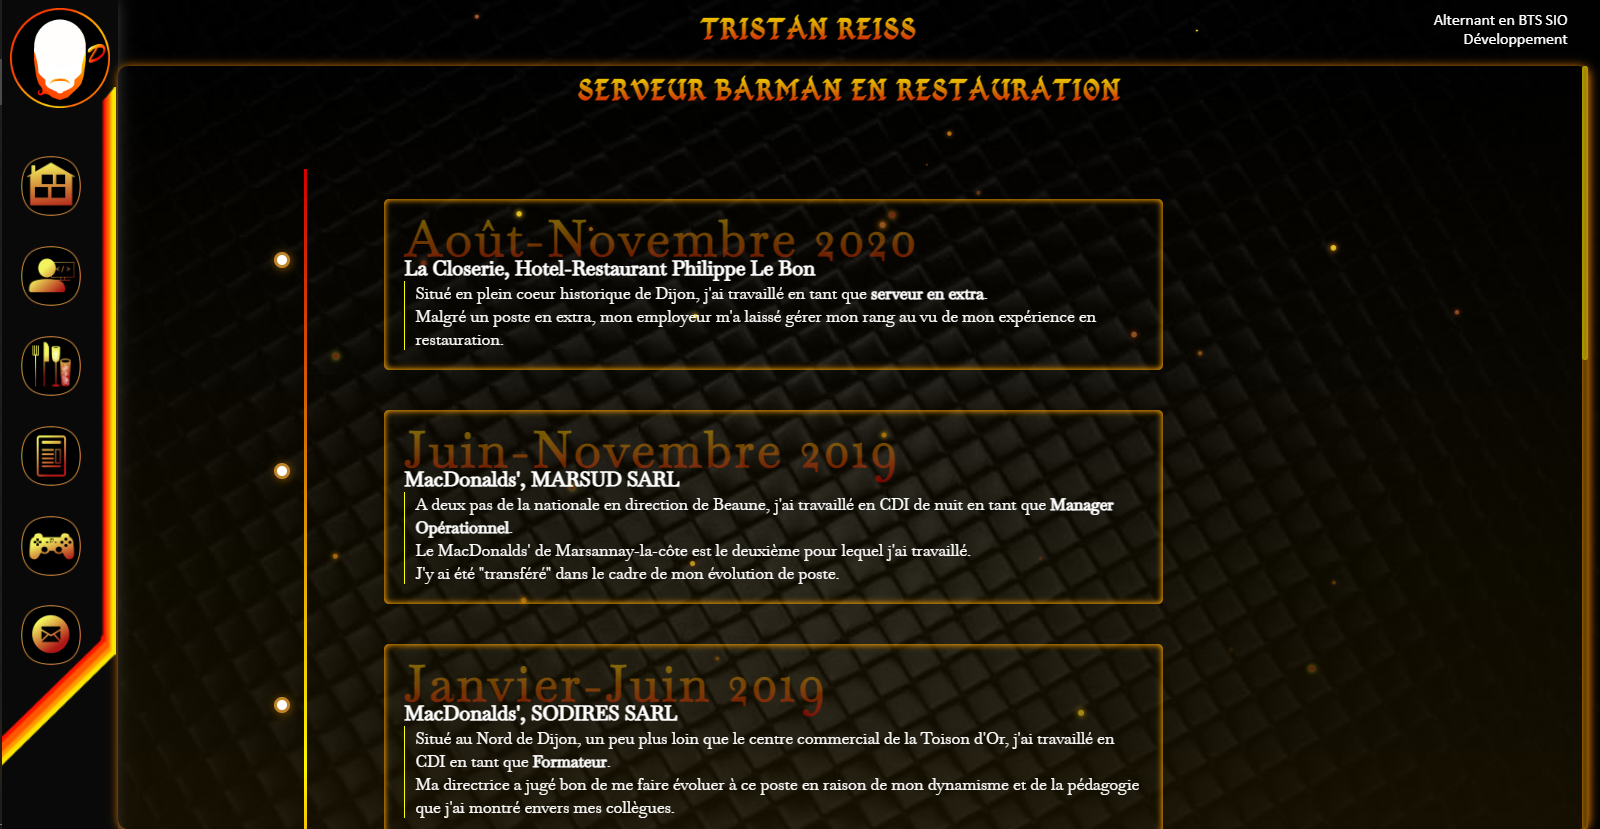 TRISTAN REISS
Alternant en BTS SIO
Développement
SERVEUR BARMAN EN RESTAURATION
Août-Novembre 2020
La Closerie, Hotel-Restaurant Philippe Le Bon
Situé en plein coeur historique de Dijon, j'ai travaillé en tant que serveur en extra.
Malgré un poste en extra, mon employeur m'a laissé gérer mon rang au vu de mon expérience en
restauration.
Juin-Novembre 2019
MacDonalds', MARSUD SARL
A deux pas de la nationale en direction de Beaune, j'ai travaillé en CDI de nuit en tant que Manager
Opérationnel.
Le MacDonalds' de Marsannay-la-côte est le deuxième pour lequel j'ai travaillé.
J'y ai été "transféré" dans le cadre de mon évolution de poste.
Janvier-Juin 2019
MacDonalds', SODIRES SARL
Situé au Nord de Dijon, un peu plus loin que le centre commercial de la Toison d'Or, j'ai travaillé en
CDI en tant que Formateur.
Ma directrice a jugé bon de me faire évoluer à ce poste en raison de mon dynamisme et de la pédagogie
que j'ai montré envers mes collègues.